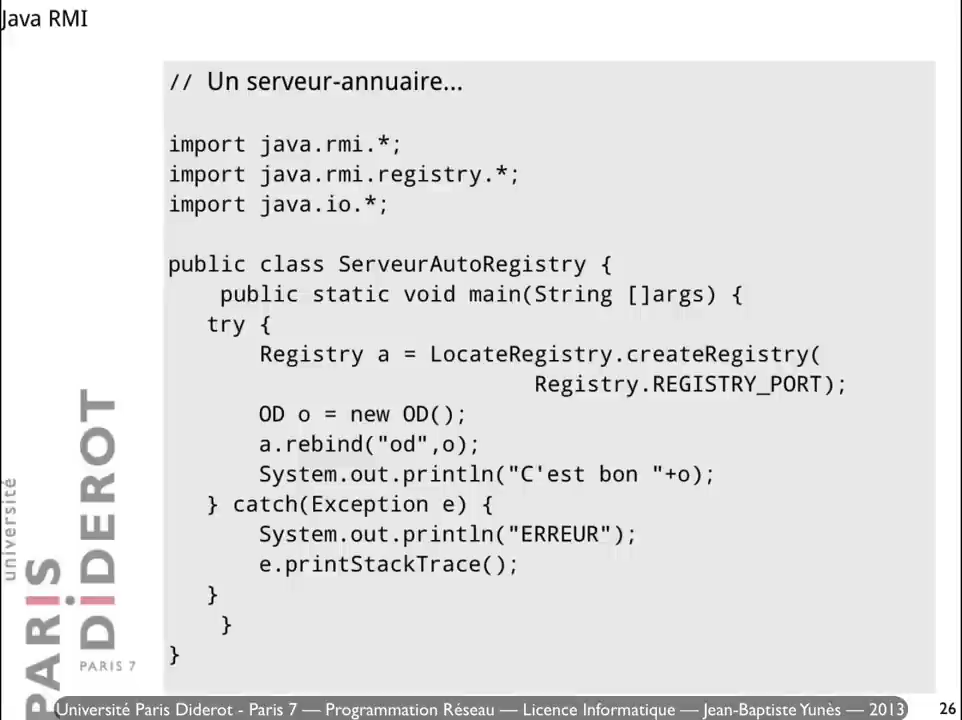 Java RMI
// Un serveur-annuaire...
import java.rmi.*;
import java.rmi.registry.*;
import java.io.*;
public class ServeurAutoRegistry {
public static void main(String []args) {
try {
Registry a = LocateRegistry.createRegistry(
Registry.REGISTRY_PORT);
OD o = new OD();
a.rebind("od",o);
System.out.println("C'est bon "+o);
} catch(Exception e) {
System.out.println("ERREUR");
e.printStackTrace();
}
}
}
université
PARIS
DIDEROT
PARIS 7
Université Paris Diderot - Paris 7 — Programmation Réseau — Licence Informatique — Jean-Baptiste Yunès — 2013
26